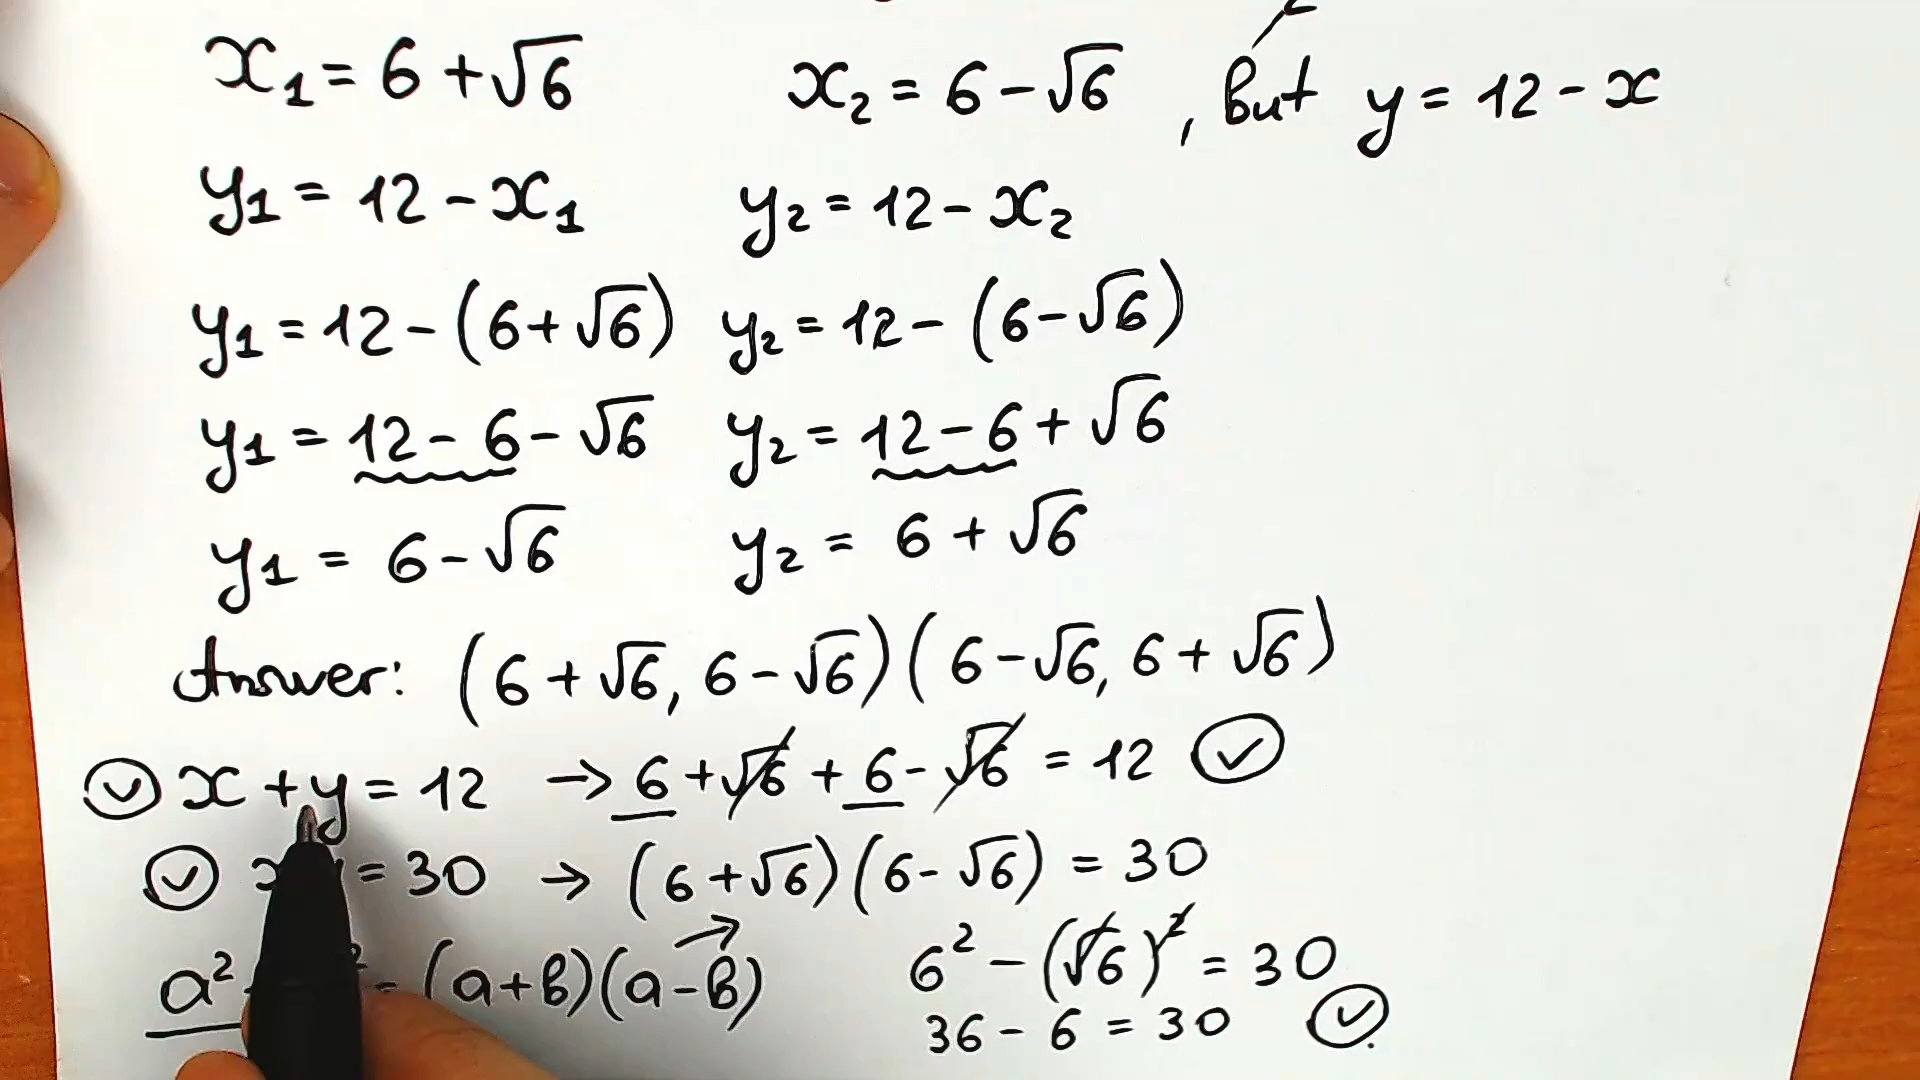 x₁ = 6 + √6    x₂ = 6 - √6 , But y = 12 - x
y₁ = 12 - x₁    y₂ = 12 - x₂
y₁ = 12 - (6 + √6)    y₂ = 12 - (6 - √6)
y₁ = 12 - 6 - √6    y₂ = 12 - 6 + √6
y₁ = 6 - √6    y₂ = 6 + √6
Answer: (6 + √6, 6 - √6) (6 - √6, 6 + √6)
x + y = 12 → 6 + √6 + 6 - √6 = 12
= 30 → (6 + √6)(6 - √6) = 30
a² = (a + b)(a - b)    6² - (√6)² = 30
36 - 6 = 30